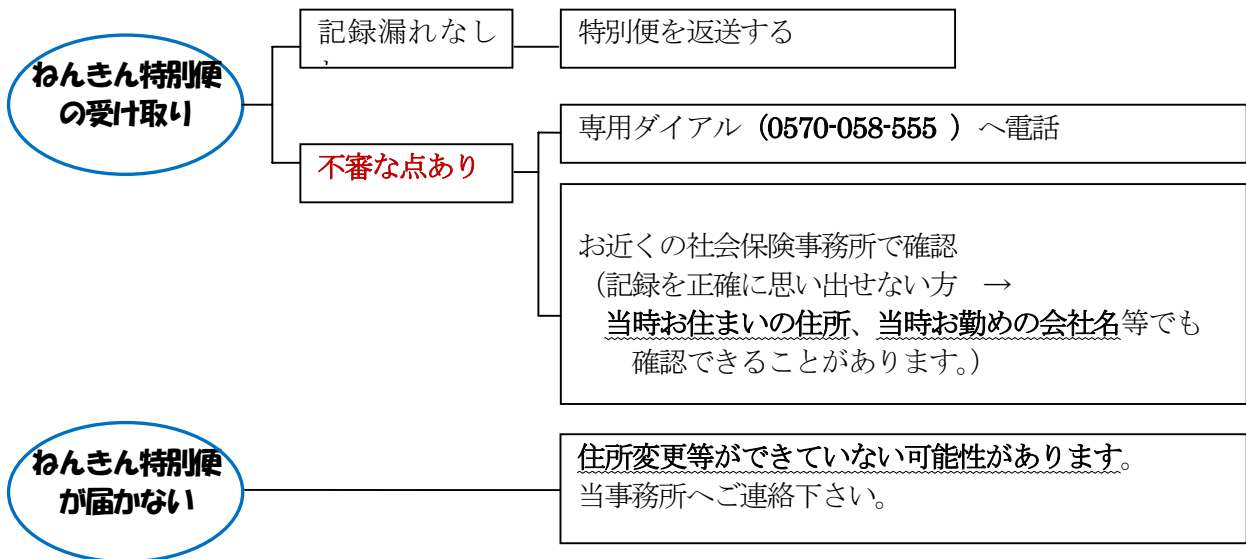 ねんきん特別便
の受け取り
記録漏れなし
特別便を返送する
不審な点あり
専用ダイアル（0570-058-555 ）へ電話
お近くの社会保険事務所で確認
（記録を正確に思い出せない方　→
当時お住まいの住所、当時お勤めの会社名等でも
確認できることがあります。）
ねんきん特別便
が届かない
住所変更等ができていない可能性があります。
当事務所へご連絡下さい。